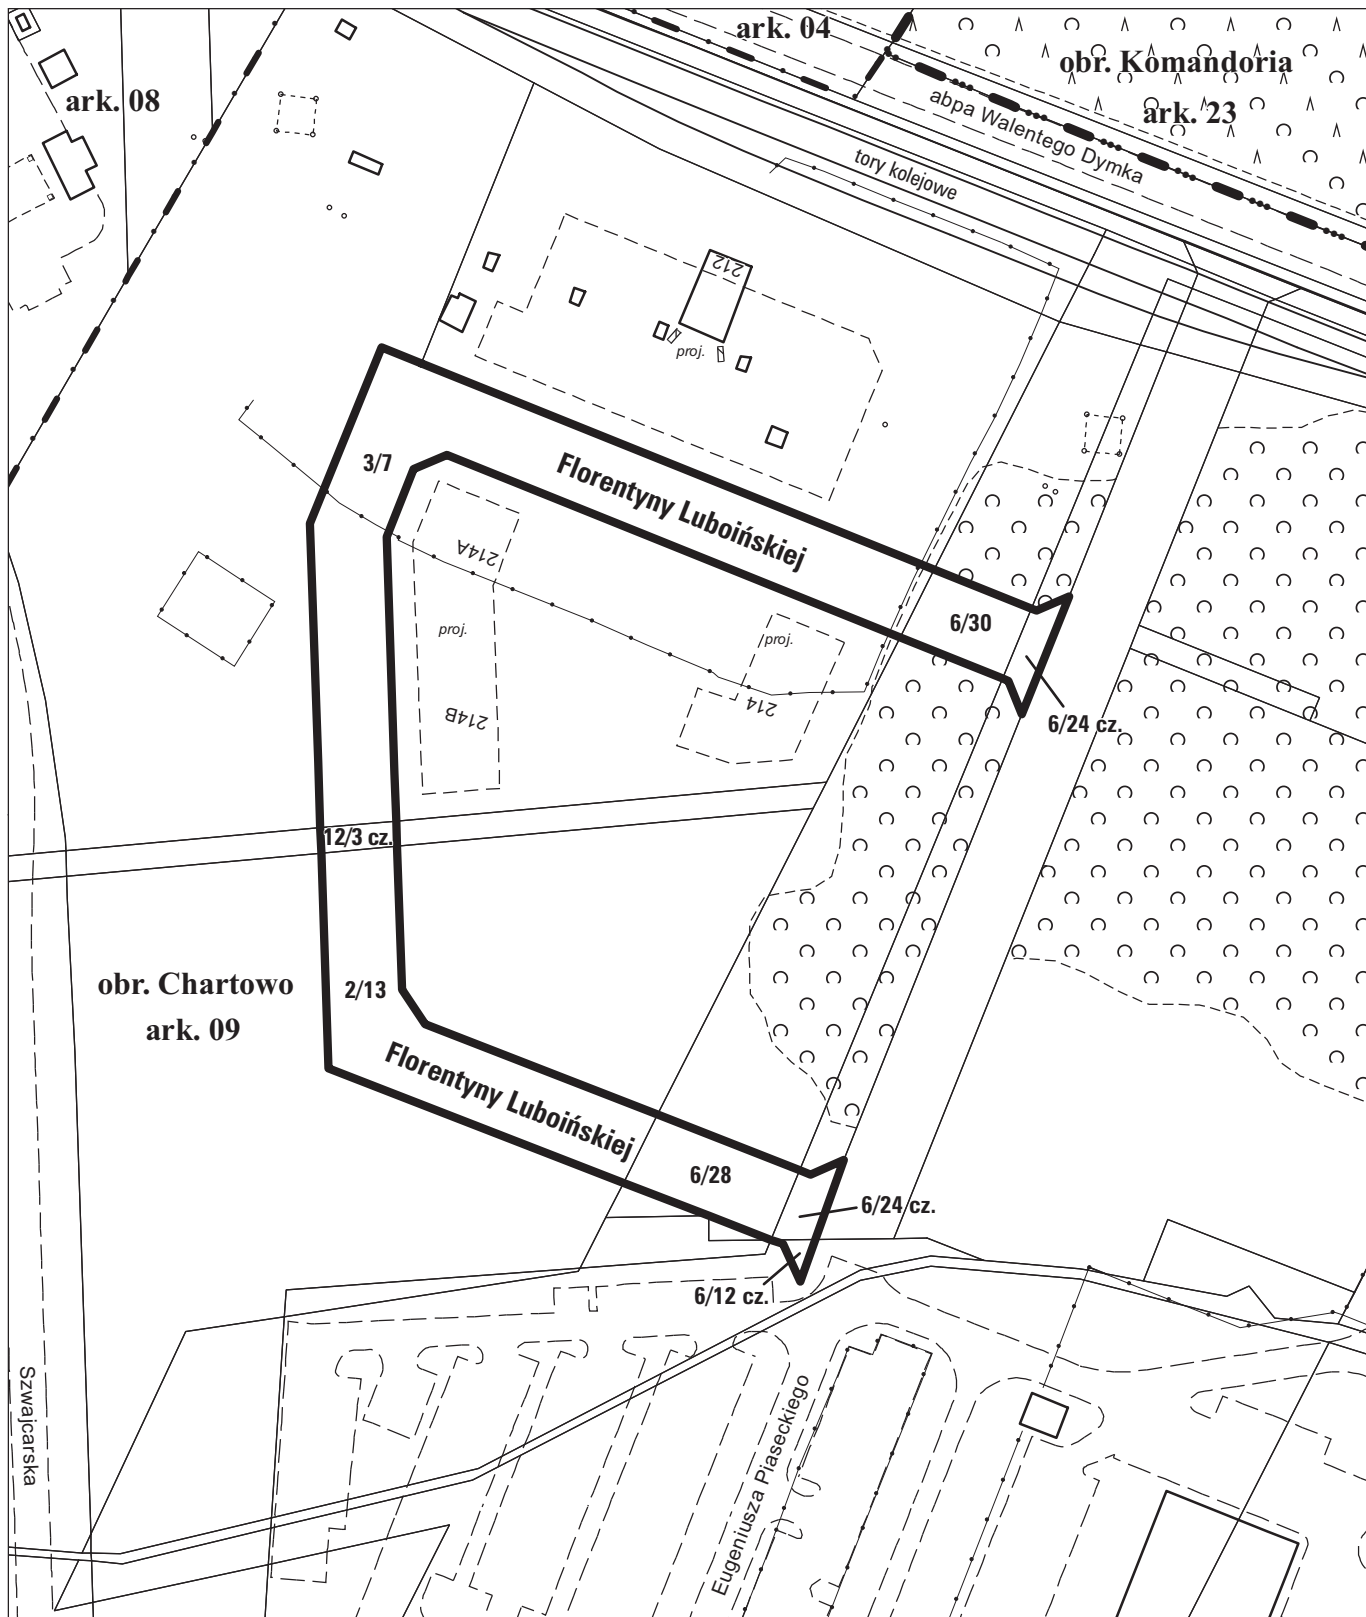 ark. 04
obr. Komandoria
ark. 23
ark. 08
abpa Walentego Dymka
tory kolejowe
212
proj.
3/7
Florentyny Luboińskiej
214A
6/30
proj.
proj.
214
214B
6/24 cz.
12/3 cz.
obr. Chartowo
ark. 09
2/13
Florentyny Luboińskiej
6/28
6/24 cz.
6/12 cz.
Szwajcarska
Eugeniusza Piaseckiego